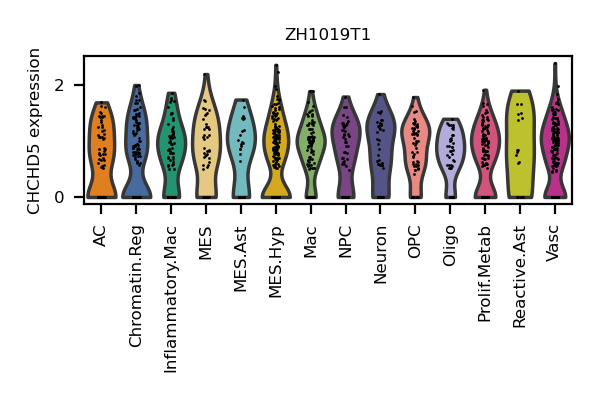 ZH1019T1
CHCHD5 expression
2
0
AC
Chromatin.Reg
Inflammatory.Mac
MES
MES.Ast
MES.Hyp
Mac
NPC
Neuron
OPC
Oligo
Prolif.Metab
Reactive.Ast
Vasc